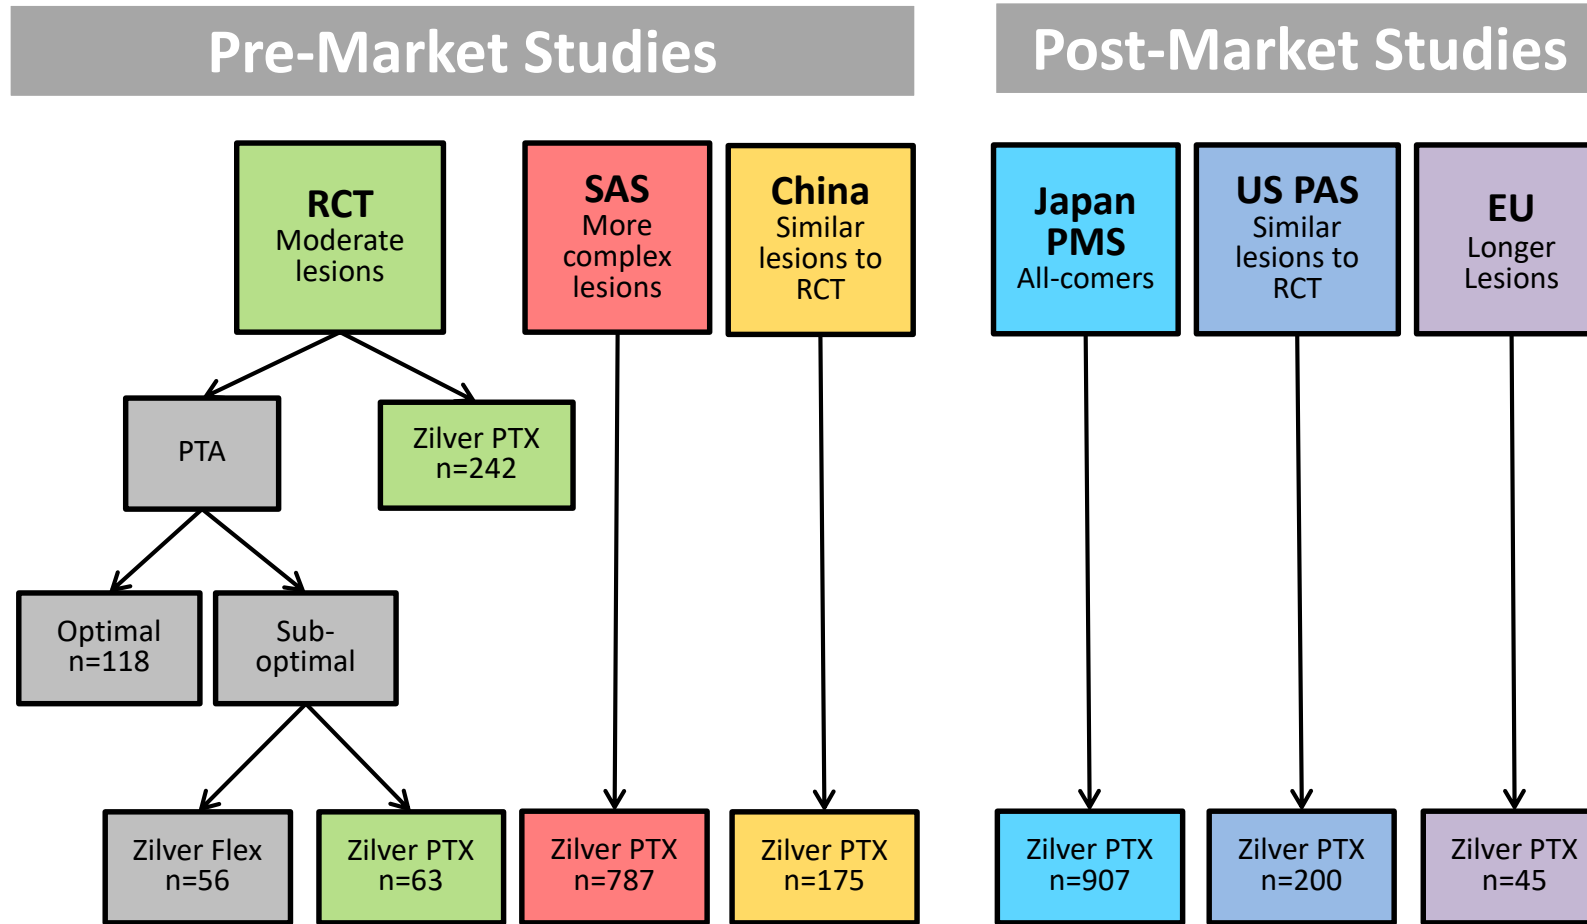 Pre-Market Studies
Post-Market Studies
RCT
Moderate
lesions
SAS
More
complex
lesions
China
Similar
lesions to
RCT
Japan
PMS
All-comers
US PAS
Similar
lesions to
RCT
EU
Longer
Lesions
PTA
Zilver PTX
n=242
Optimal
n=118
Sub-
optimal
Zilver Flex
n=56
Zilver PTX
n=63
Zilver PTX
n=787
Zilver PTX
n=175
Zilver PTX
n=907
Zilver PTX
n=200
Zilver PTX
n=45